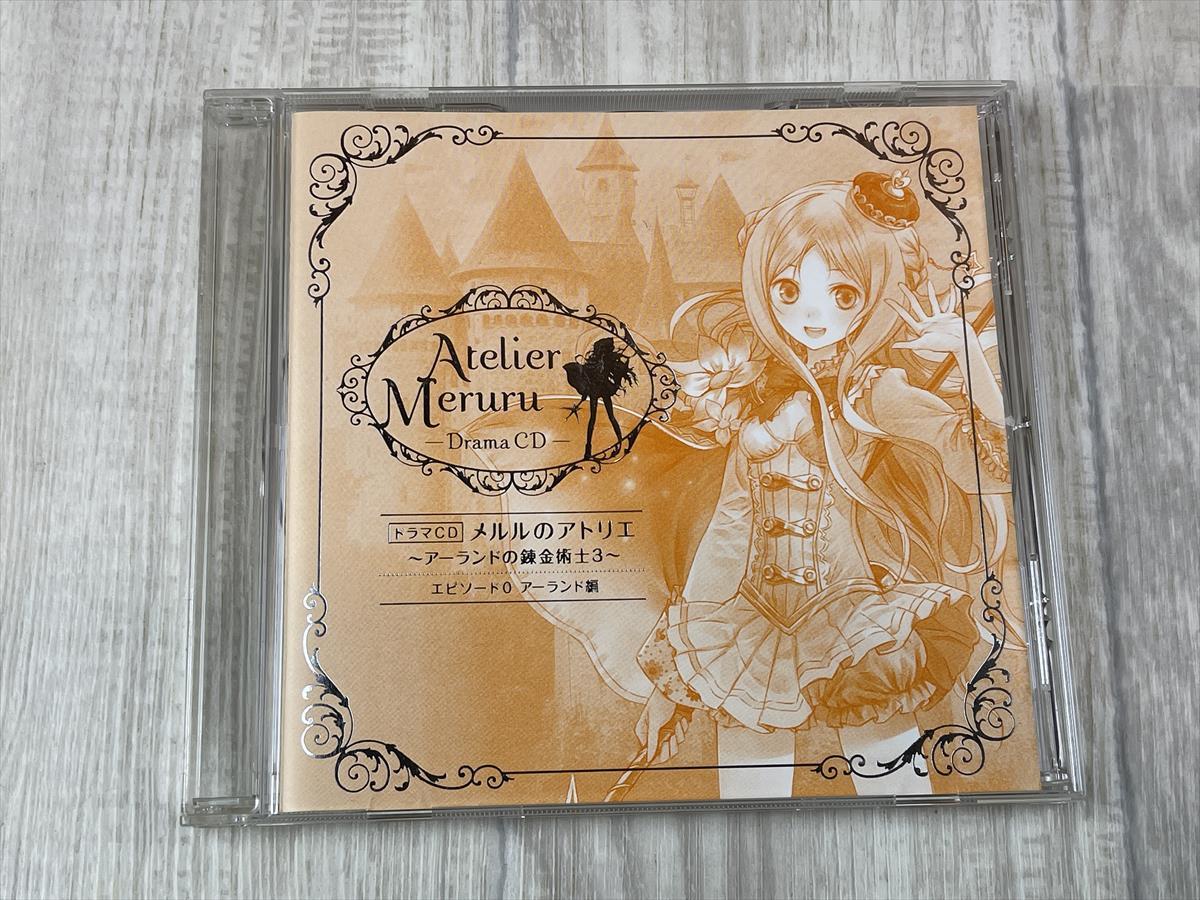 Atelier
Meruru
— Drama CD —
ドラマCD メルルのアトリエ
～アーランドの錬金術士3～
エピソード0 アーランド編